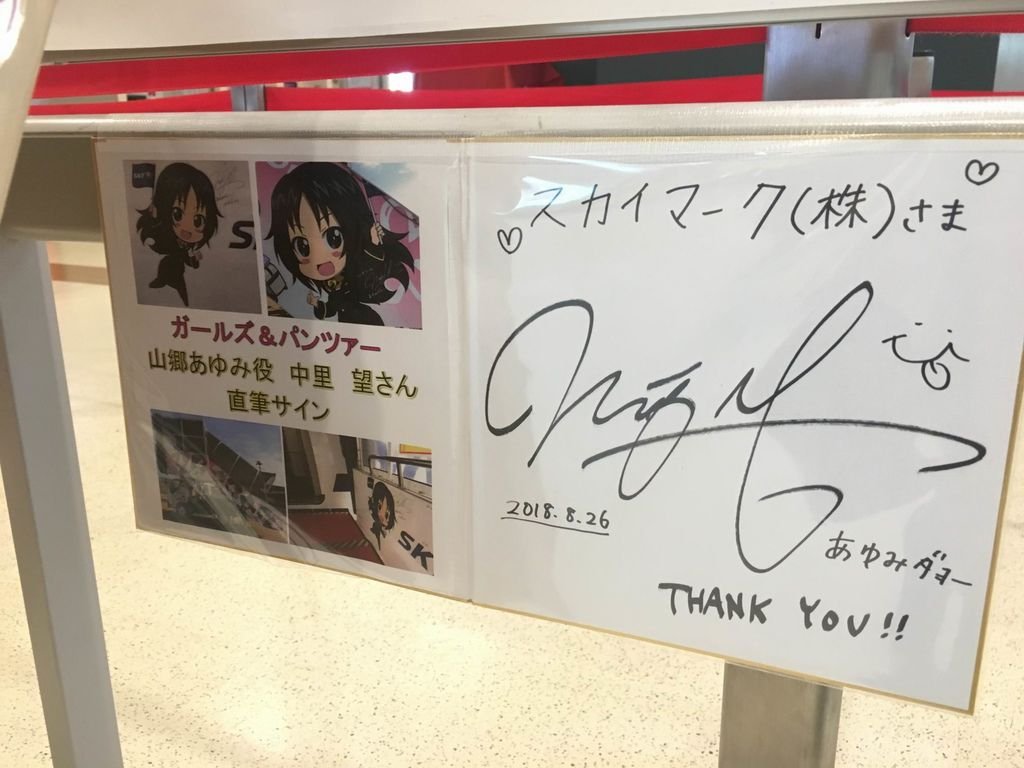 ガールズ＆パンツァー
山郷あゆみ役 中里 望さん
直筆サイン
SK
スカイマーク(株)さま
2018.8.26
あゆみダョー
THANK YOU!!